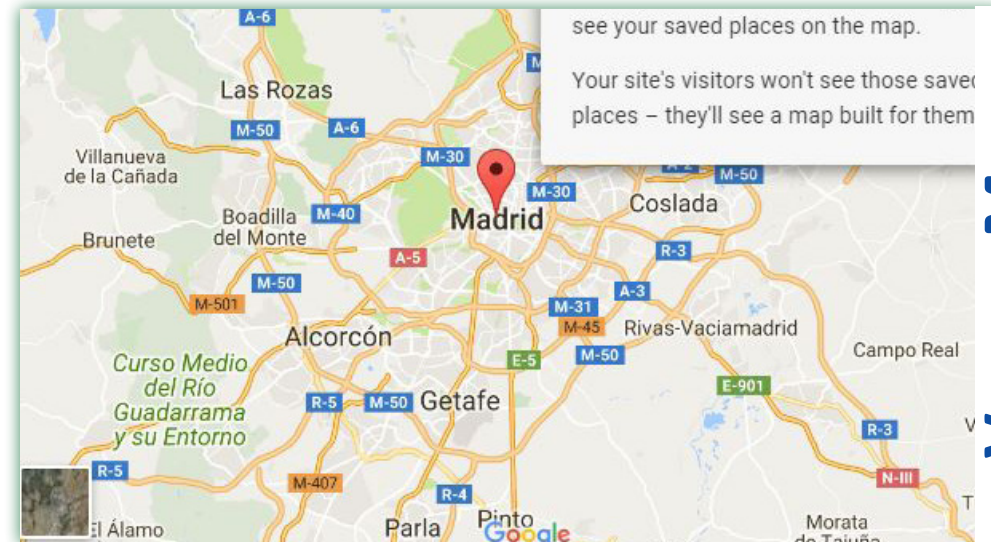 see your saved places on the map.
Your site's visitors won't see those saved
places – they'll see a map built for them
A-6
Las Rozas
M-50
A-6
M-30
M-50
Villanueva
de la Cañada
M-30
Madrid
Coslada
Boadilla
del Monte
M-40
Brunete
A-5
R-3
M-50
A-3
M-501
M-31
M-45
Rivas-Vaciamadrid
Alcorcón
E-5
M-50
Campo Real
Curso Medio
del Río
Guadarrama
y su Entorno
E-901
R-5
M-50
Getafe
R-3
R-5
N-III
M-407
R-4
El Álamo
Parla
Pinto
Google
Morata
de Tajuña